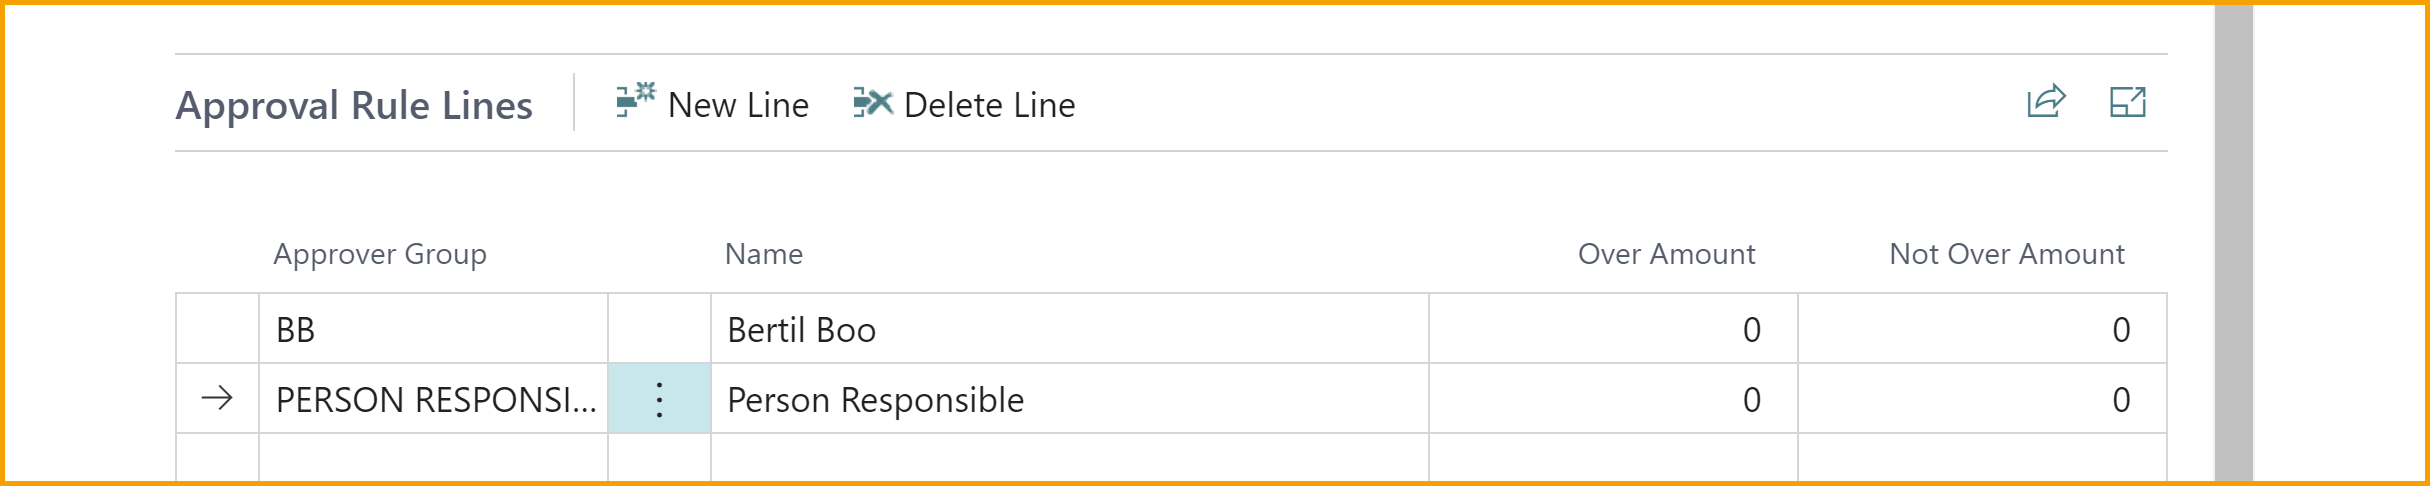 Approval Rule Lines New Line Delete Line
Approver Group Name Over Amount Not Over Amount
BB Bertil Boo 0 0
PERSON RESPONSI... Person Responsible 0 0